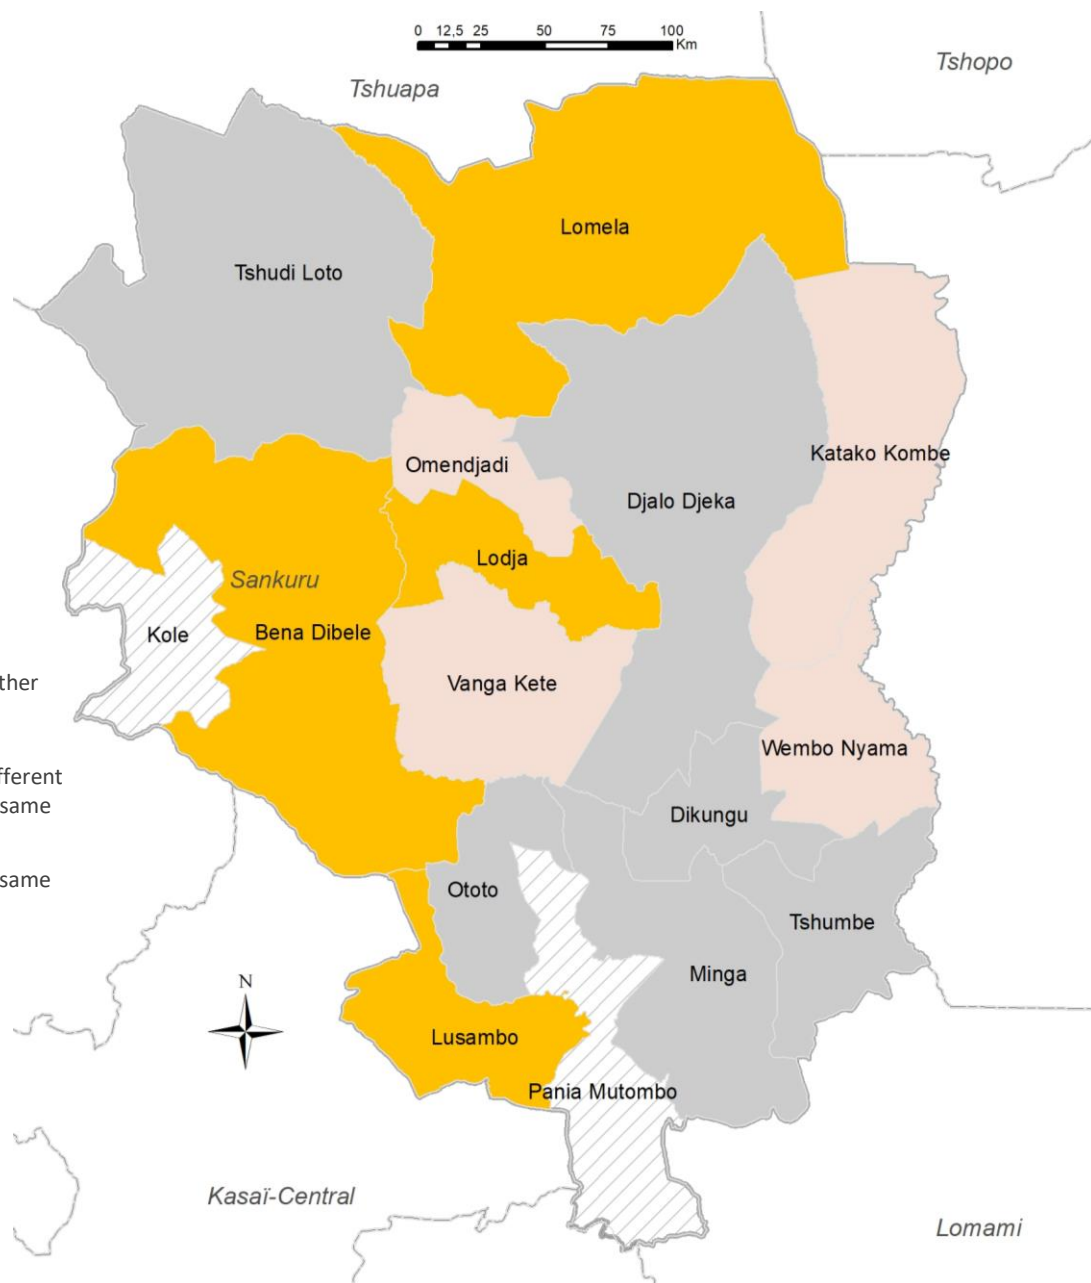 0 12,5 25 50 75 100
Km
Tshopo
Tshuapa
Lomela
Tshudi Loto
Katako Kombe
Omendjadi
Djalo Djeka
Lodja
Sankuru
Kole
Bena Dibele
ther
Vanga Kete
Wembo Nyama
fferent
same
Dikungu
same
Ototo
Tshumbe
Minga
N
Lusambo
Pania Mutombo
Kasaï-Central
Lomami